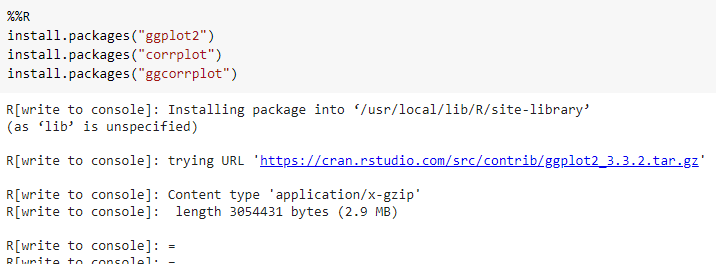 %%R
install.packages("ggplot2")
install.packages("corrplot")
install.packages("ggcorrplot")
R[write to console]: Installing package into ‘/usr/local/lib/R/site-library’
(as ‘lib’ is unspecified)
R[write to console]: trying URL 'https://cran.rstudio.com/src/contrib/ggplot2_3.3.2.tar.gz'
R[write to console]: Content type 'application/x-gzip'
R[write to console]:  length 3054431 bytes (2.9 MB)
R[write to console]: =
R[write to console]: =